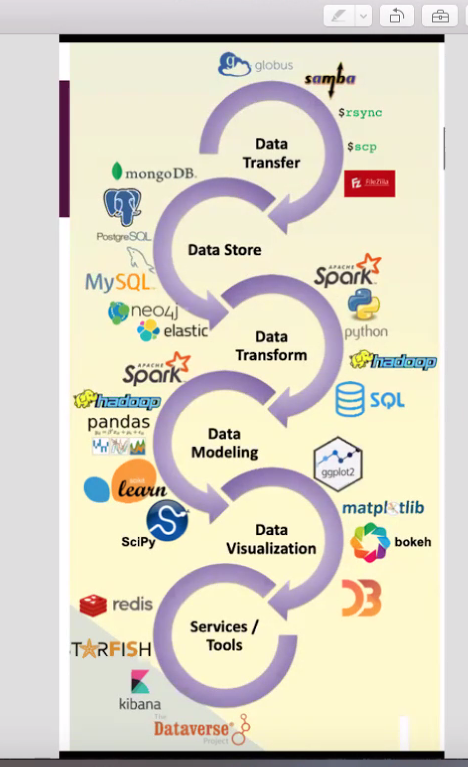 globus
samba
$rsync
$scp
Fz FileZilla
Data
Transfer
mongoDB
PostgreSQL
Data Store
MySQL
neo4j
elastic
APACHE
Spark
python
Data
Transform
hadoop
SQL
APACHE
Spark
hadoop
pandas
Data
Modeling
learn
SciPy
ggplot2
matplotlib
bokeh
Data
Visualization
D3
redis
Services /
Tools
STARFISH
kibana
The
Dataverse
Project